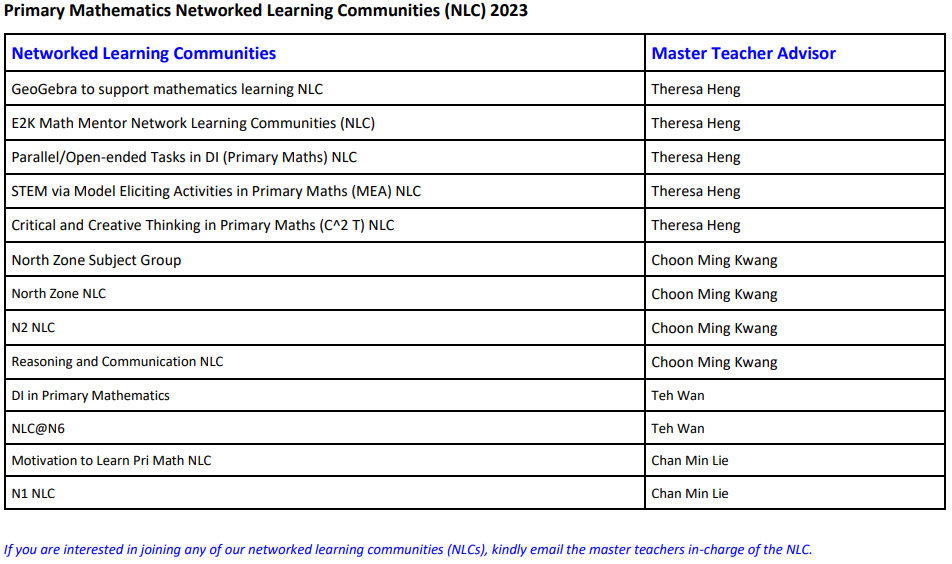 Primary Mathematics Networked Learning Communities (NLC) 2023
Networked Learning Communities Master Teacher Advisor
GeoGebra to support mathematics learning NLC Theresa Heng
E2K Math Mentor Network Learning Communities (NLC) Theresa Heng
Parallel/Open-ended Tasks in DI (Primary Maths) NLC Theresa Heng
STEM via Model Eliciting Activities in Primary Maths (MEA) NLC Theresa Heng
Critical and Creative Thinking in Primary Maths (C^2 T) NLC Theresa Heng
North Zone Subject Group Choon Ming Kwang
North Zone NLC Choon Ming Kwang
N2 NLC Choon Ming Kwang
Reasoning and Communication NLC Choon Ming Kwang
DI in Primary Mathematics Teh Wan
NLC@N6 Teh Wan
Motivation to Learn Pri Math NLC Chan Min Lie
N1 NLC Chan Min Lie
If you are interested in joining any of our networked learning communities (NLCs), kindly email the master teachers in-charge of the NLC.